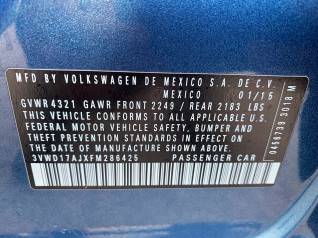 MFD BY VOLKSWAGEN DE MEXICO S.A. DE C.V.
MEXICO 01/15
GVWR 4321 GAWR FRONT 2249 / REAR 2183 LBS
THIS VEHICLE CONFORMS TO ALL APPLICABLE
FEDERAL MOTOR VEHICLE SAFETY, BUMPER, AND
THEFT PREVENTION STANDARDS IN EFFECT ON
THE DATE OF MANUFACTURE SHOWN ABOVE.
3VWD17AJXFM286425 PASSENGER CAR
0456738 3018 M